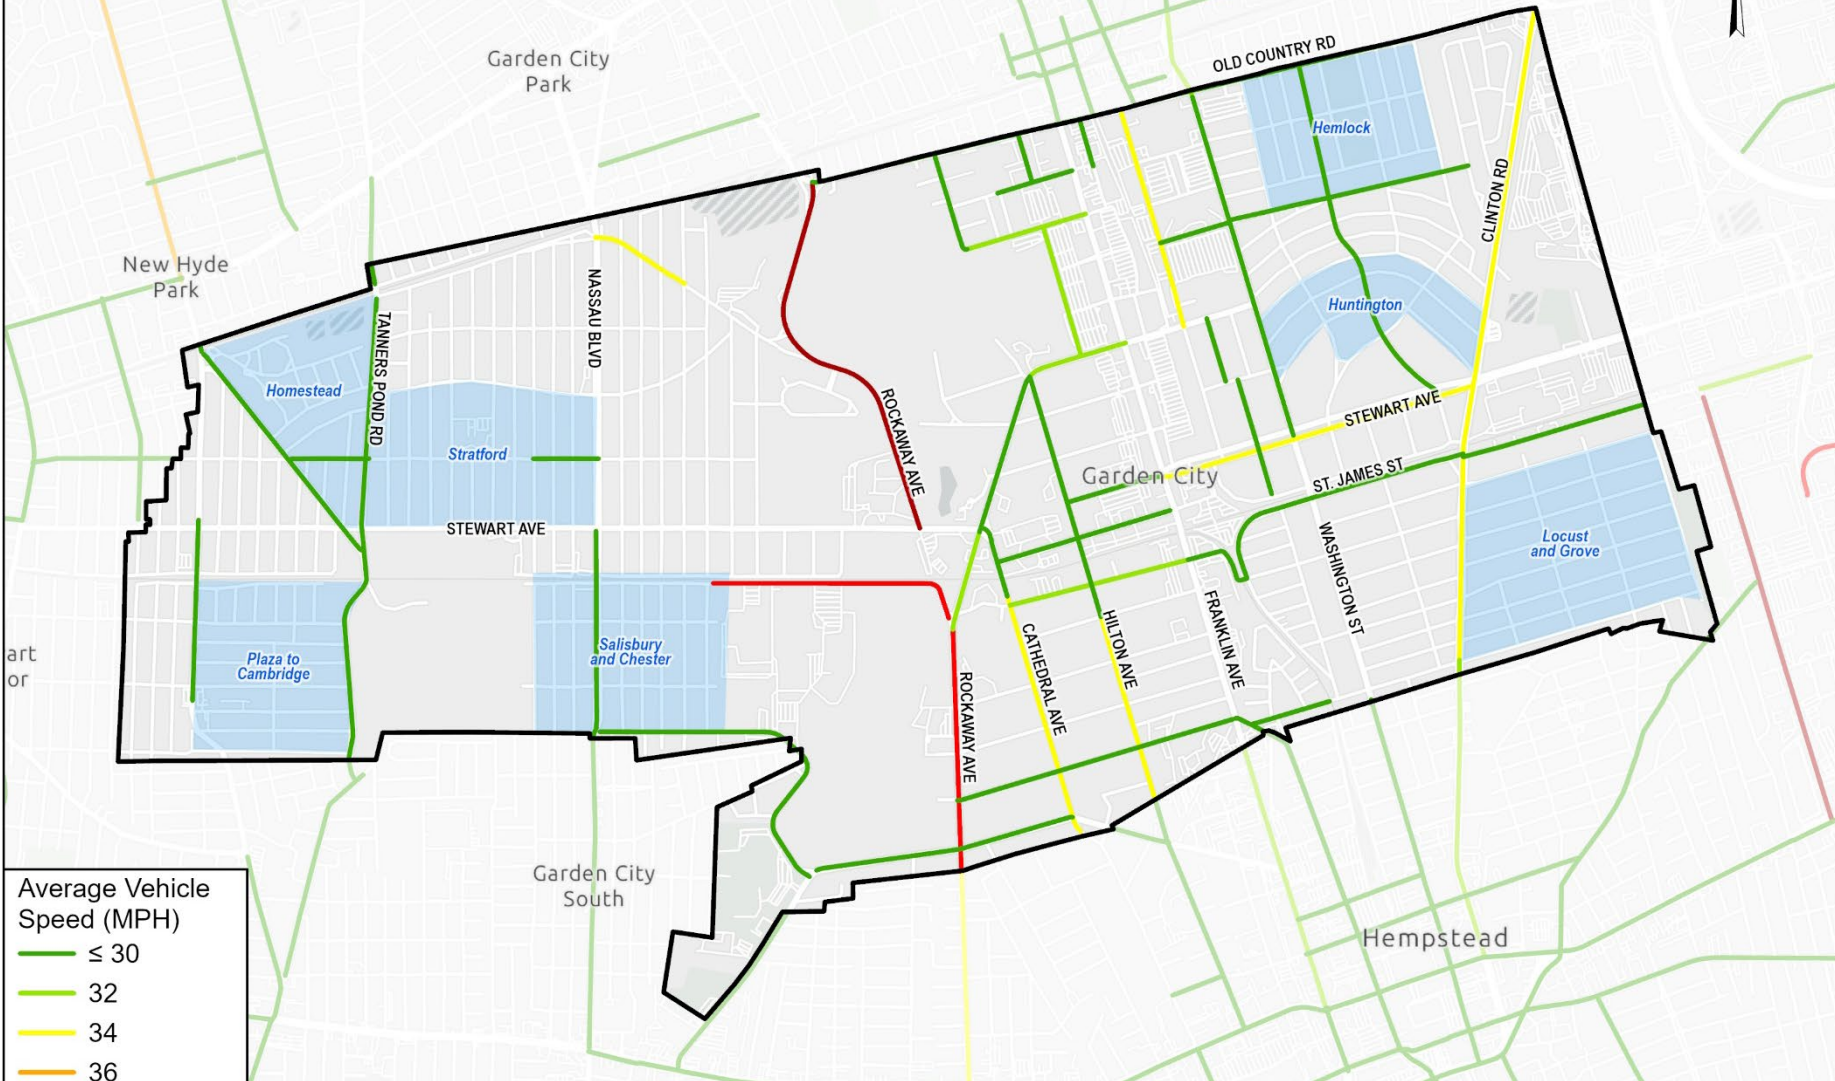 OLD COUNTRY RD
Garden City
Park
Hemlock
CLINTON RD
New Hyde
Park
NASSAU BLVD
Huntington
TANNERS POND RD
Homestead
ROCKAWAY AVE
STEWART AVE
Stratford
Garden City
ST. JAMES ST
STEWART AVE
WASHINGTON ST
Locust
and Grove
FRANKLIN AVE
HILTON AVE
CATHEDRAL AVE
Salisbury
and Chester
art
or
Plaza to
Cambridge
ROCKAWAY AVE
Garden City
South
Hempstead
Average Vehicle
Speed (MPH)
≤ 30
32
34
36